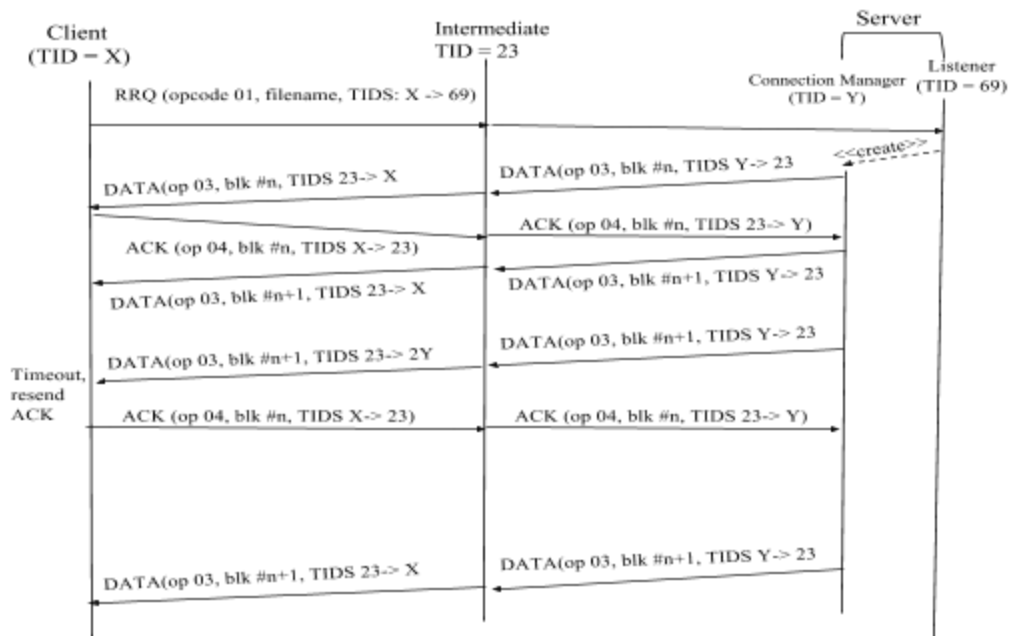 Client
(TID = X)
Intermediate
TID = 23
Server
Connection Manager
(TID = Y)
Listener
(TID = 69)
RRQ (opcode 01, filename, TIDS: X -> 69)
<<create>>
DATA(op 03, blk #n, TIDS Y-> 23
DATA(op 03, blk #n, TIDS 23-> X
ACK (op 04, blk #n, TIDS X-> 23)
ACK (op 04, blk #n, TIDS 23-> Y)
DATA(op 03, blk #n+1, TIDS Y-> 23
DATA(op 03, blk #n+1, TIDS 23-> X
DATA(op 03, blk #n+1, TIDS Y-> 23
DATA(op 03, blk #n+1, TIDS 23-> 2Y
Timeout,
resend
ACK
ACK (op 04, blk #n, TIDS X-> 23)
ACK (op 04, blk #n, TIDS 23-> Y)
DATA(op 03, blk #n+1, TIDS Y-> 23
DATA(op 03, blk #n+1, TIDS 23-> X